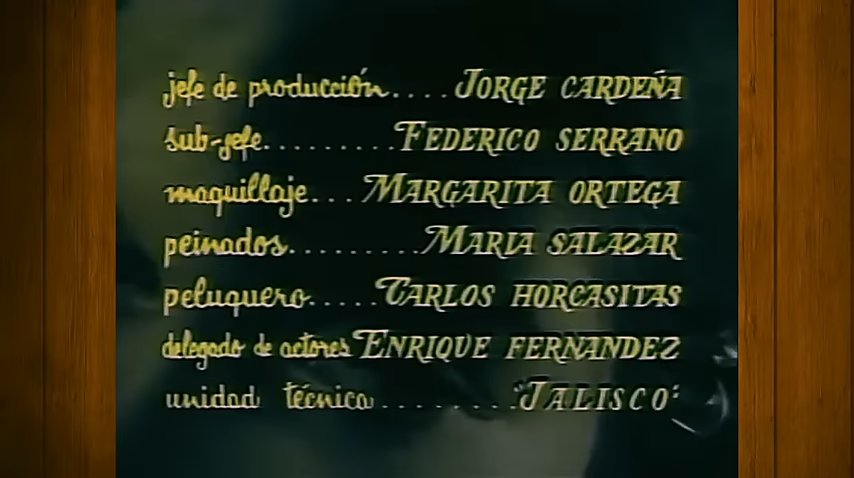 jefe de producción.... JORGE CARDEÑA
sub-jefe.......... FEDERICO SERRANO
maquillaje... MARGARITA ORTEGA
peinados......... MARIA SALAZAR
peluquero..... CARLOS HORCASITAS
delegado de actores ENRIQUE FERNANDEZ
unidad técnica......... "JALISCO"